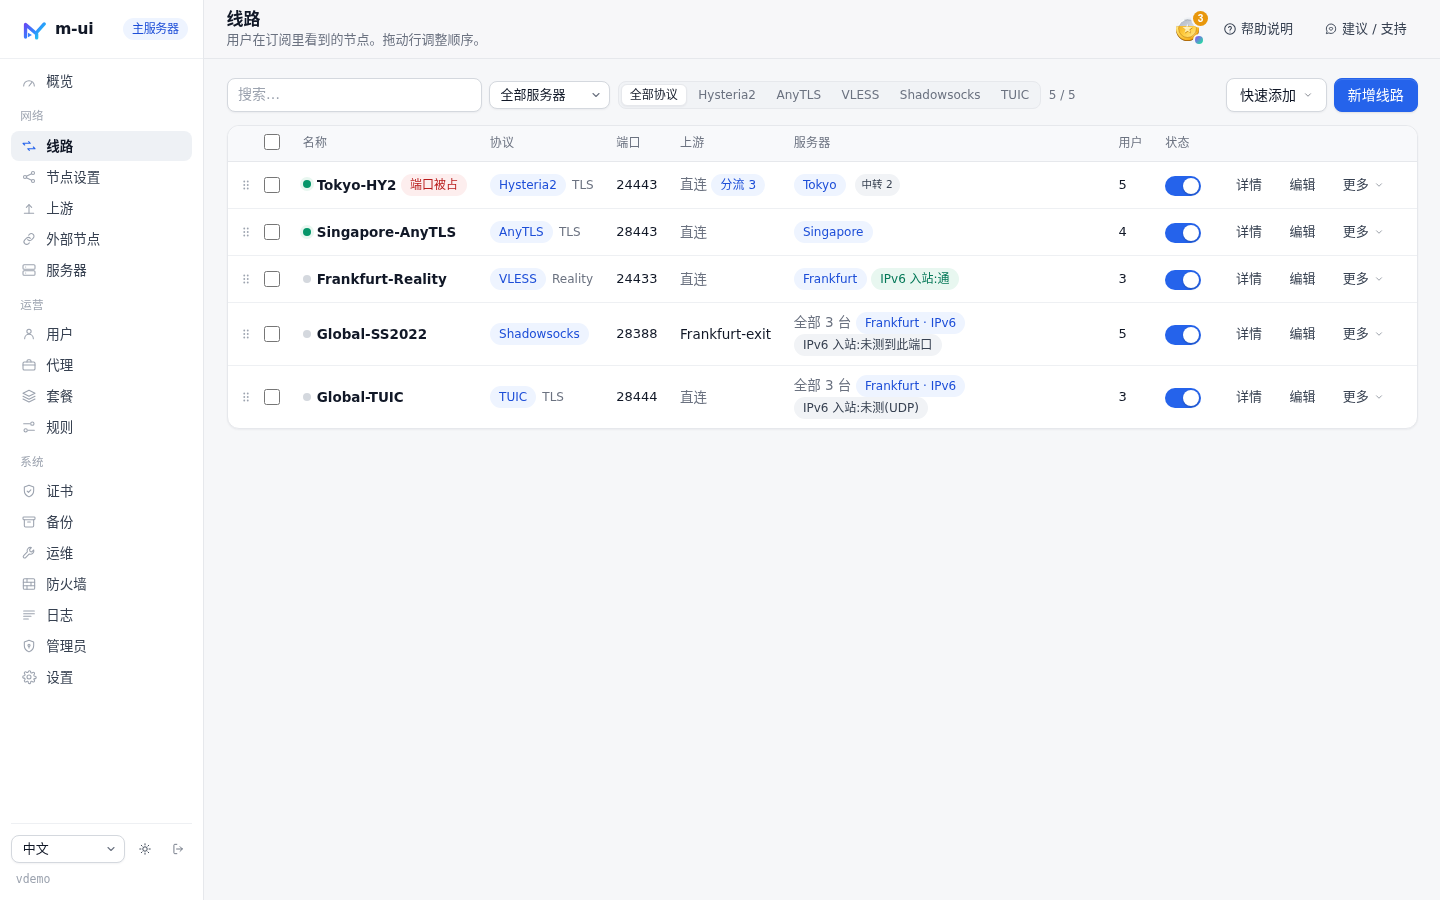 m-ui 主服务器
概览
网络
线路
节点设置
上游
外部节点
服务器
运营
用户
代理
套餐
规则
系统
证书
备份
运维
防火墙
日志
管理员
设置
中文
vdemo
线路
用户在订阅里看到的节点。拖动行调整顺序。
3 帮助说明 建议 / 支持
搜索... 全部服务器 全部协议 Hysteria2 AnyTLS VLESS Shadowsocks TUIC 5 / 5 快速添加 新增线路
名称 协议 端口 上游 服务器 用户 状态
Tokyo-HY2 端口被占 Hysteria2 TLS 24443 直连 分流 3 Tokyo 中转 2 5 详情 编辑 更多
Singapore-AnyTLS AnyTLS TLS 28443 直连 Singapore 4 详情 编辑 更多
Frankfurt-Reality VLESS Reality 24433 直连 Frankfurt IPv6 入站:通 3 详情 编辑 更多
Global-SS2022 Shadowsocks 28388 Frankfurt-exit 全部 3 台 Frankfurt · IPv6 5 详情 编辑 更多
IPv6 入站:未测到此端口
Global-TUIC TUIC TLS 28444 直连 全部 3 台 Frankfurt · IPv6 3 详情 编辑 更多
IPv6 入站:未测(UDP)